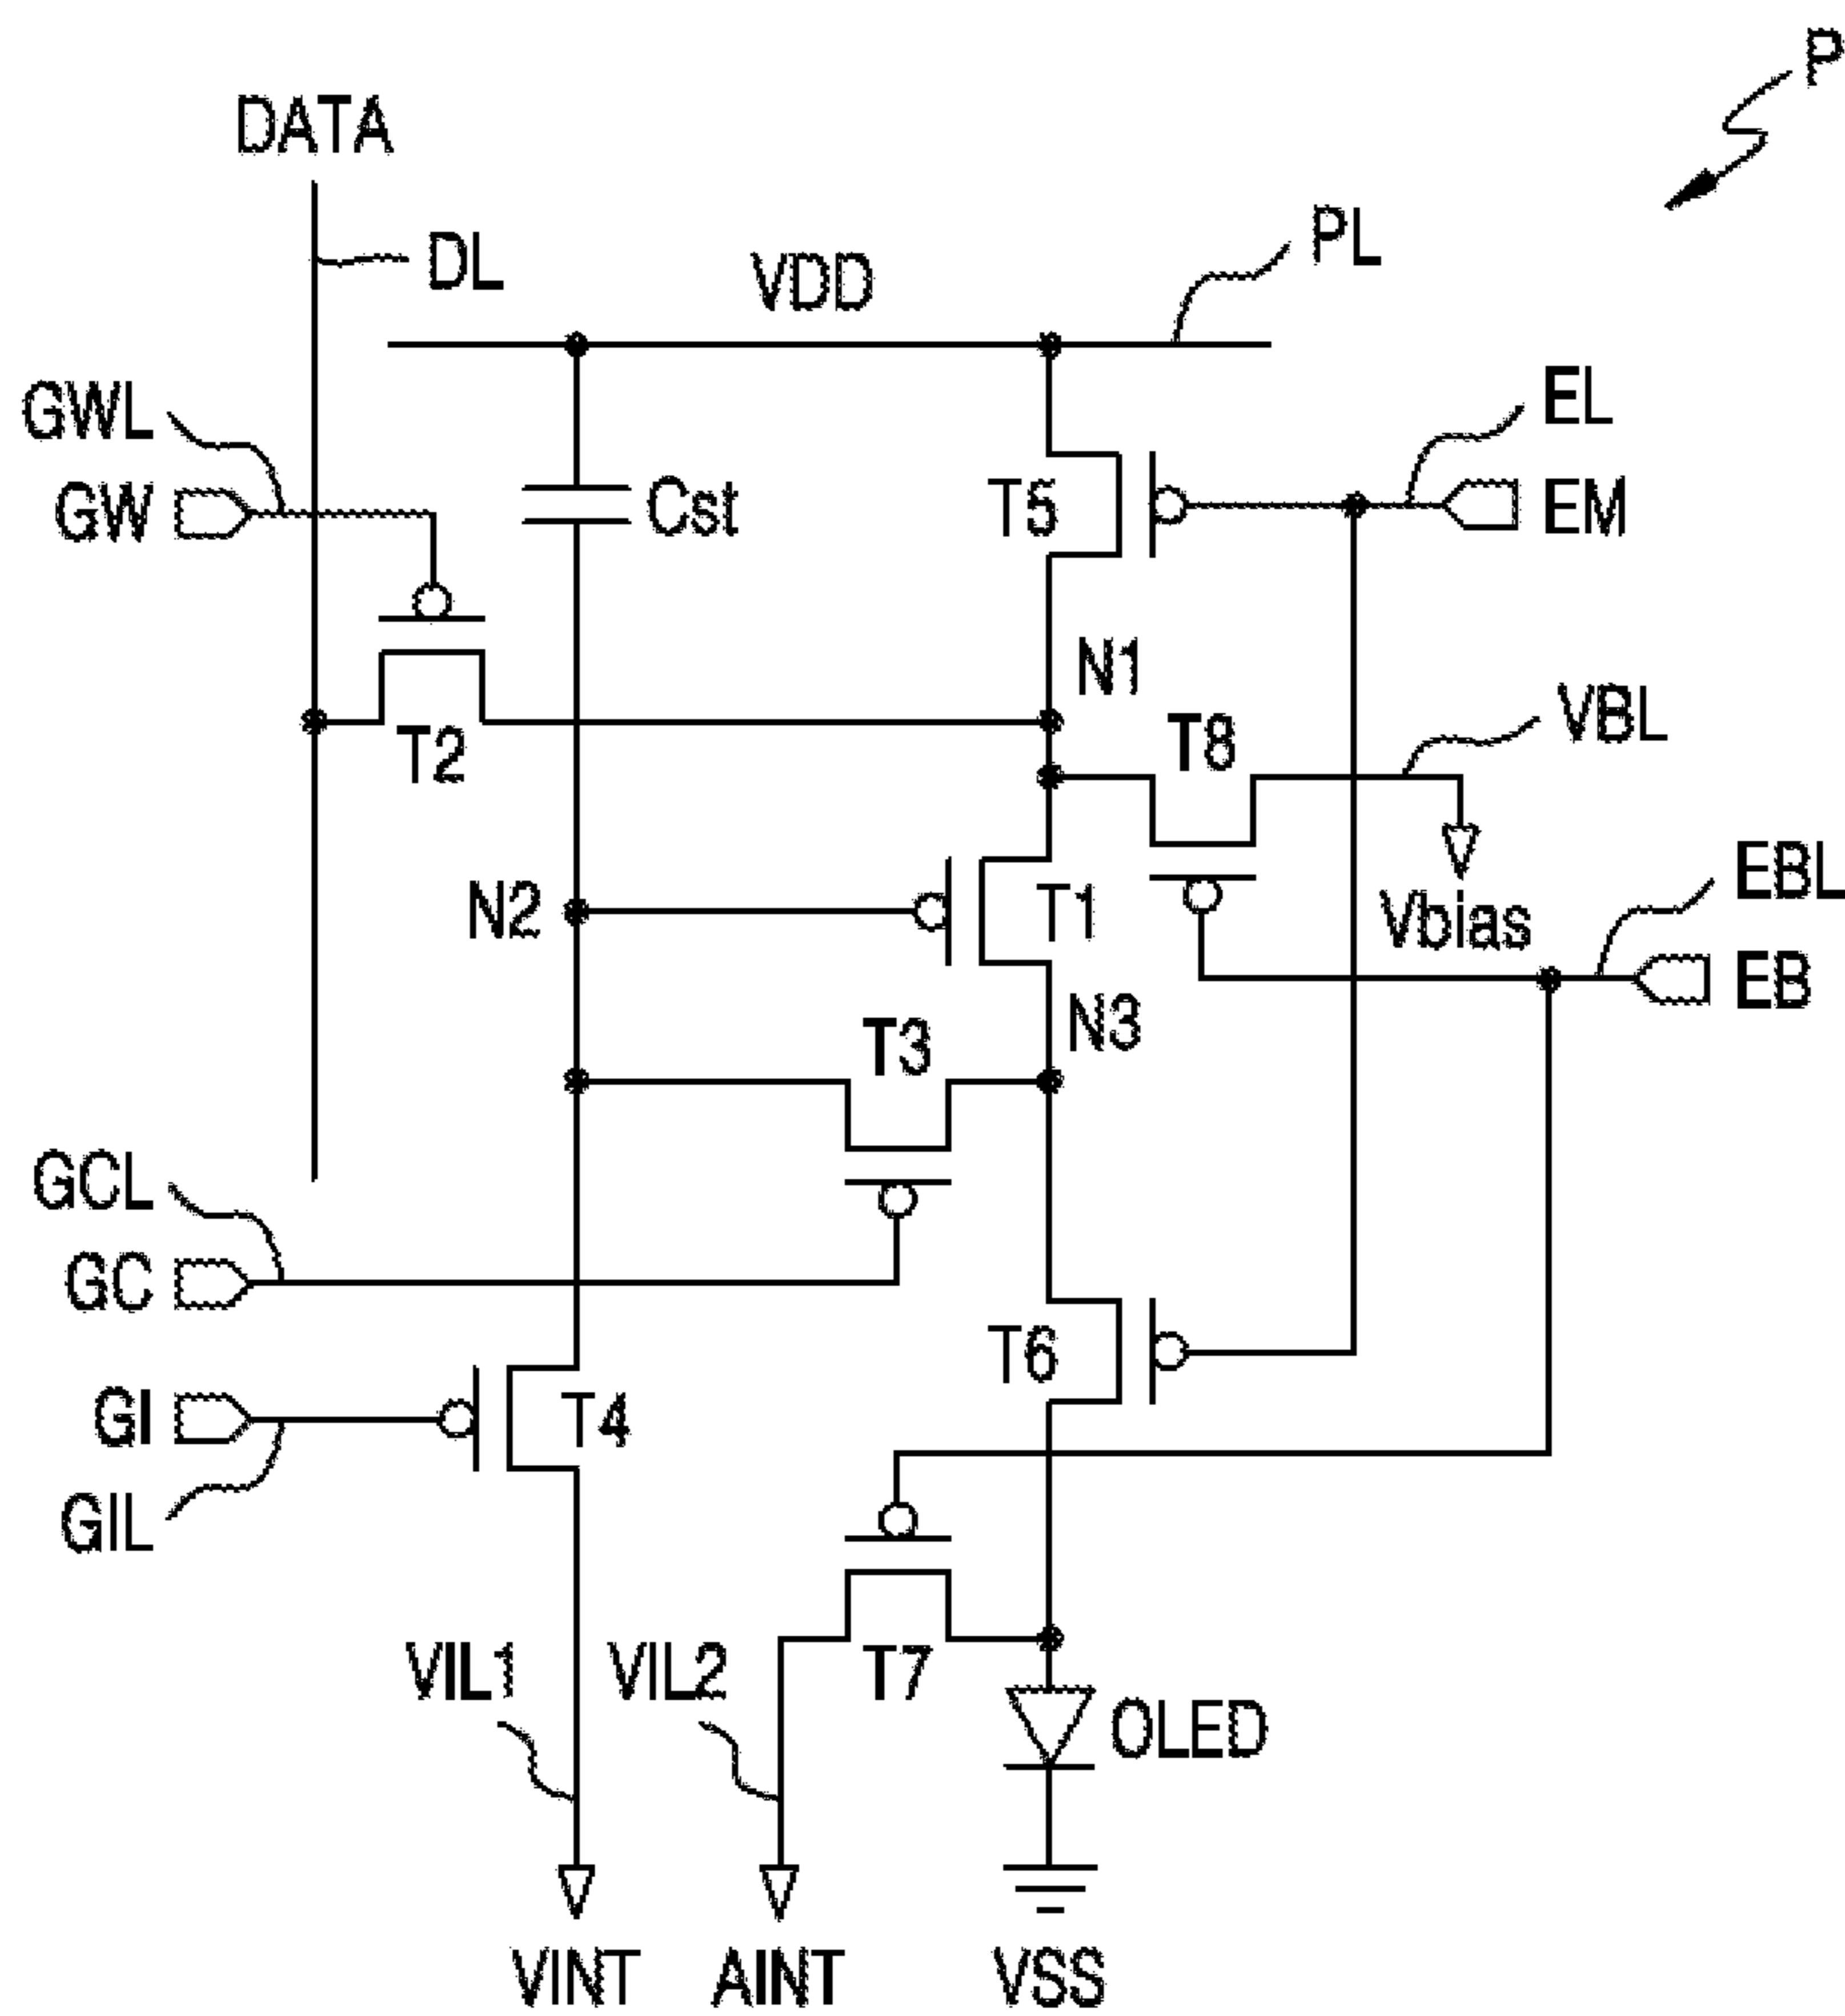 P
DATA
DL
VDD
PL
GWL
EL
GW
Cst
T5
EM
N1
T2
T8
VBL
N2
T1
Vbias
EBL
EB
T3
N3
GCL
GC
T6
GI
T4
GIL
VIL1
VIL2
T7
OLED
VINT
AINT
VSS